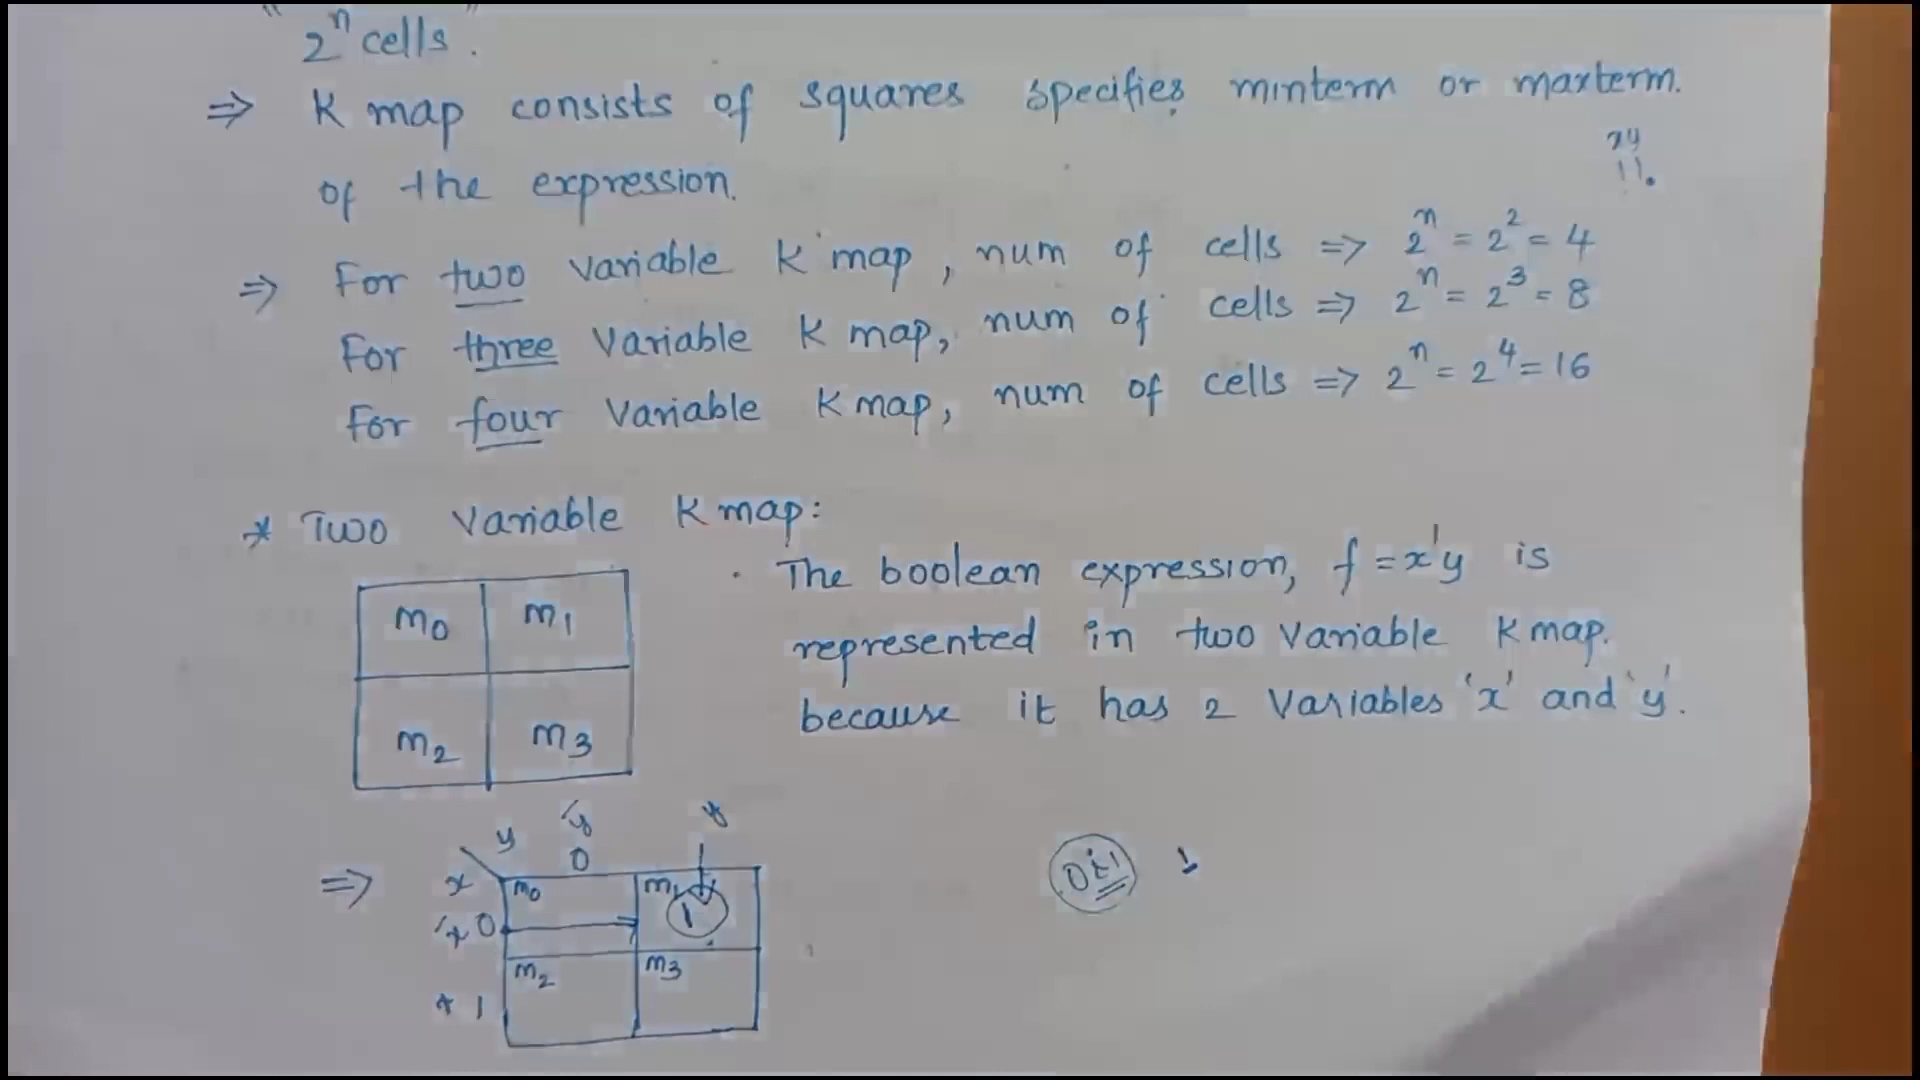 2ⁿ cells.
⇒ K map consists of squares specifies minterm or maxterm.
xy
11.
of the expression.
⇒ For two variable K map, num of cells ⇒ 2ⁿ = 2² = 4
For three variable K map, num of cells ⇒ 2ⁿ = 2³ = 8
For four variable K map, num of cells ⇒ 2ⁿ = 2⁴ = 16
* Two variable K map:
m₀ m₁
m₂ m₃
The boolean expression, f = x'y is
represented in two variable K map.
because it has 2 variables 'x' and 'y'.
⇒ x y y' 0 y
m₀ m₁
x' 0 1
m₂ m₃
x 1
1